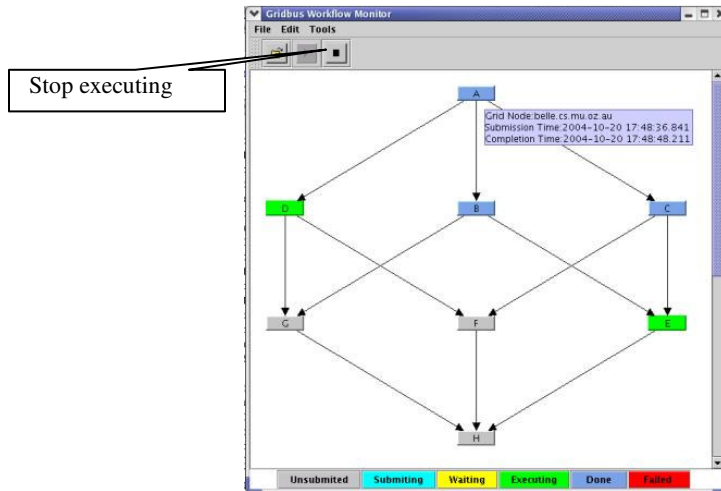 Gridbus Workflow Monitor
File Edit Tools
Stop executing
A
Grid Node:belle.cs.mu.oz.au
Submission Time:2004-10-20 17:48:36.841
Completion Time:2004-10-20 17:48:48.211
D B C
G F E
H
Unsubmited Submiting Waiting Executing Done Failed